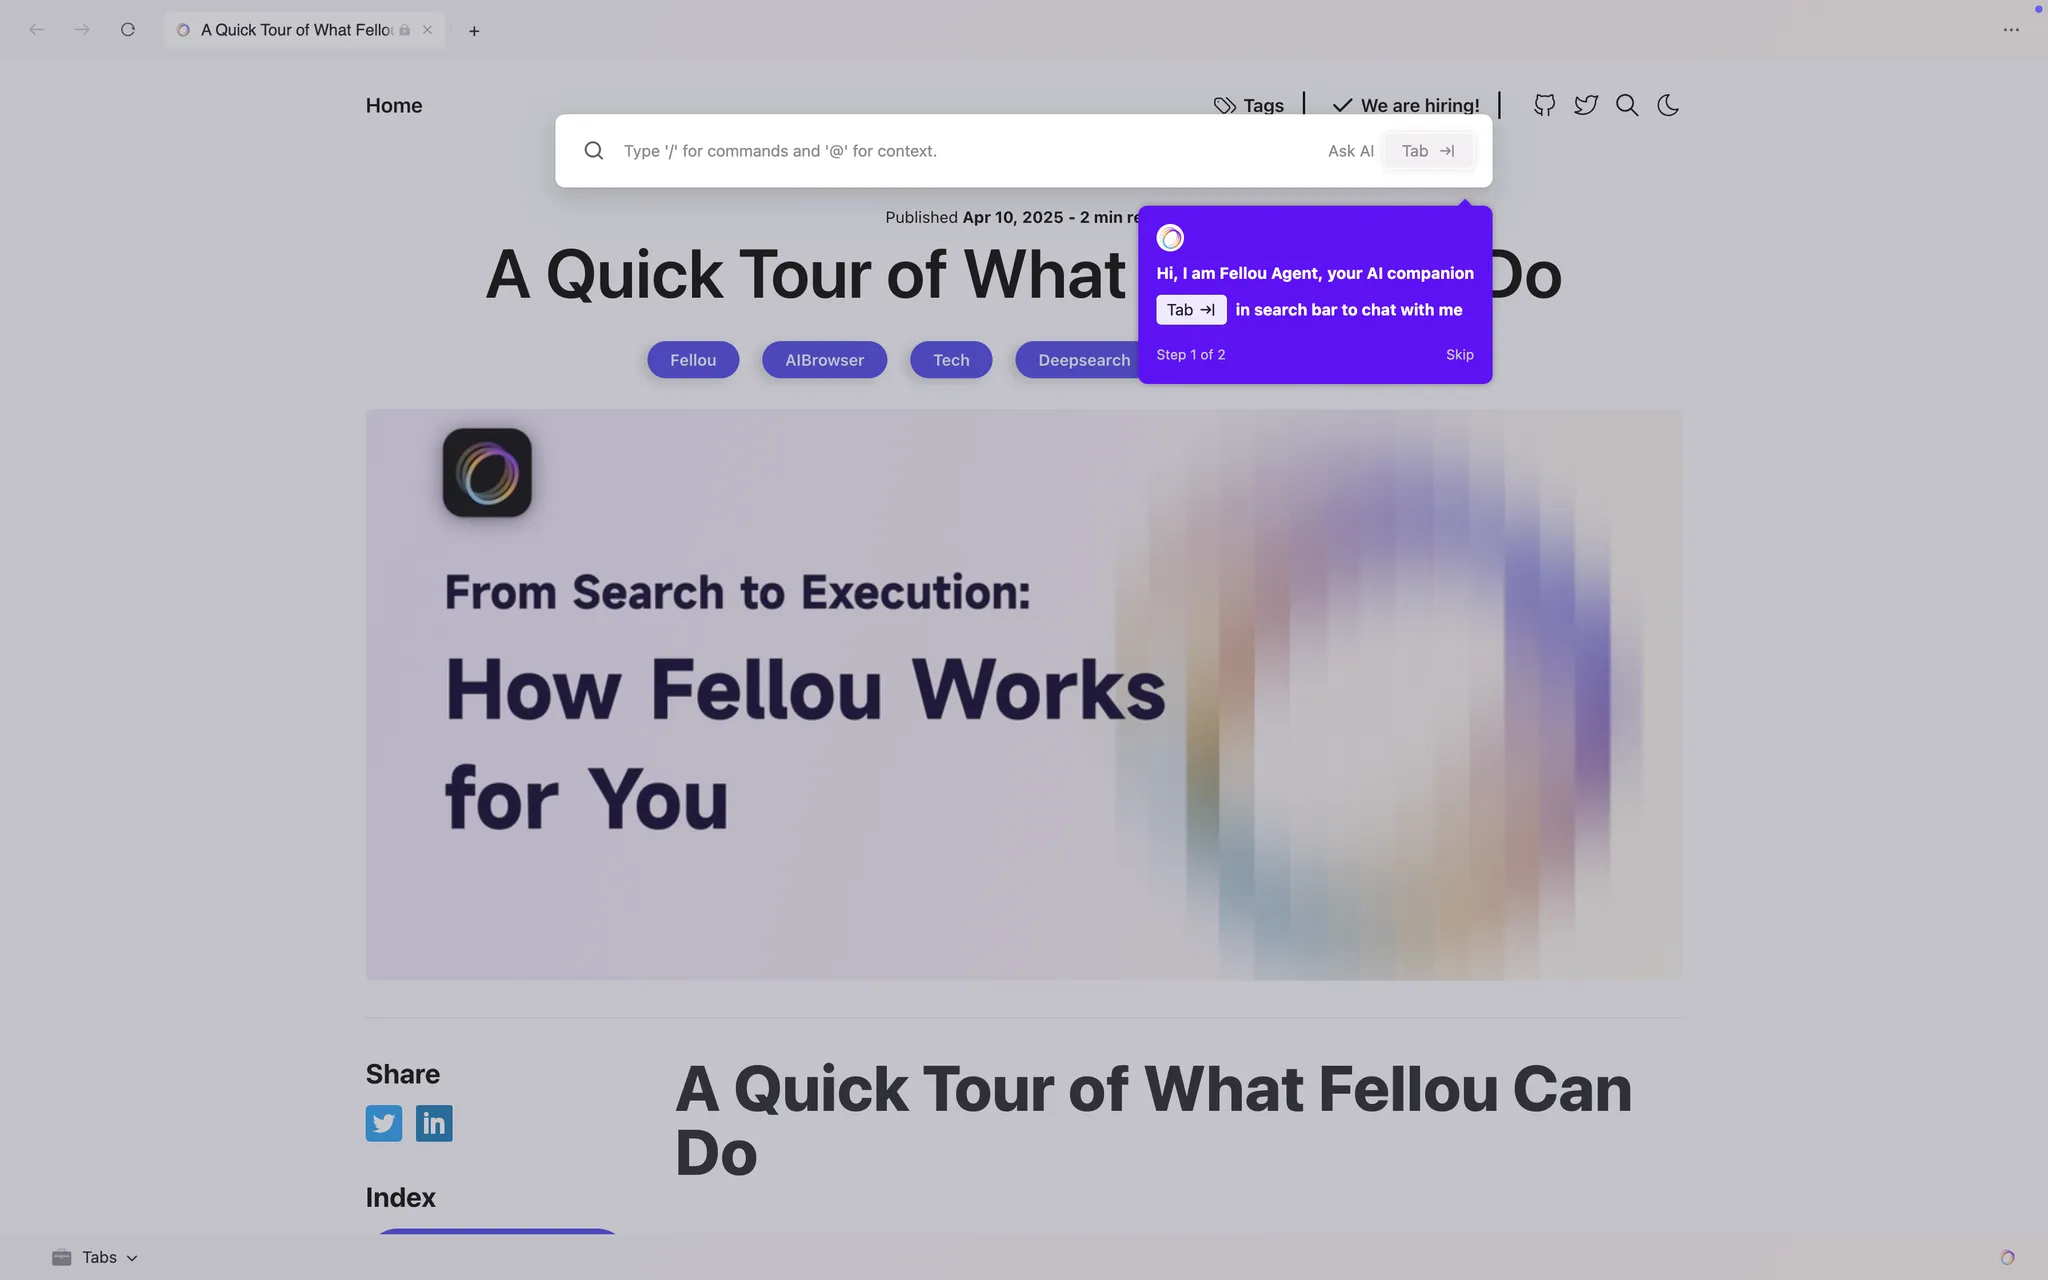 A Quick Tour of What Fello
Home
Tags
We are hiring!
Type '/' for commands and '@' for context.
Ask AI
Tab
Published Apr 10, 2025 - 2 min re
A Quick Tour of What
Do
Hi, I am Fellou Agent, your AI companion
Tab in search bar to chat with me
Step 1 of 2
Skip
Fellou
AIBrowser
Tech
Deepsearch
From Search to Execution:
How Fellou Works
for You
Share
in
A Quick Tour of What Fellou Can
Do
Index
Tabs